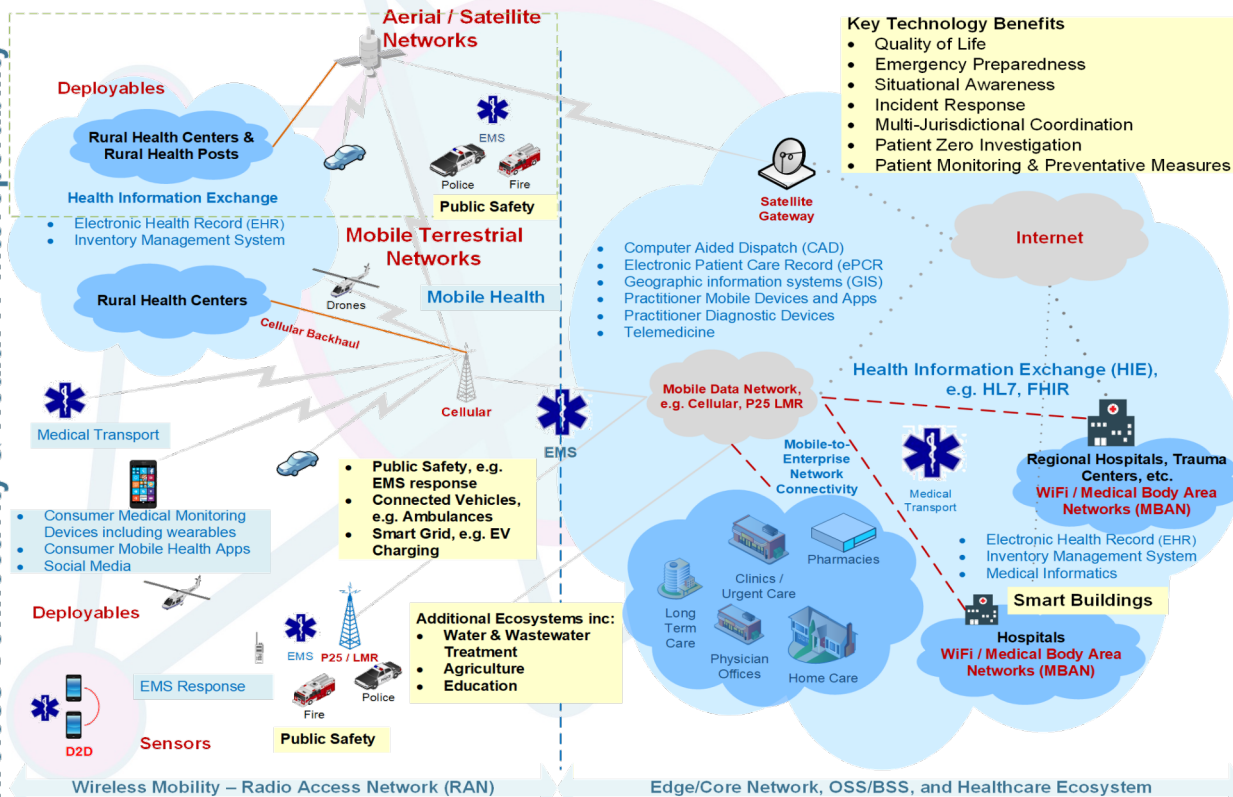 Aerial / Satellite
Networks
Deployables
Rural Health Centers &
Rural Health Posts
Health Information Exchange
• Electronic Health Record (EHR)
• Inventory Management System
EMS
Police
Fire
Public Safety
Mobile Terrestrial
Networks
Drones
Mobile Health
Rural Health Centers
Cellular Backhaul
Cellular
Medical Transport
• Consumer Medical Monitoring
Devices including wearables
• Consumer Mobile Health Apps
• Social Media
• Public Safety, e.g.
EMS response
• Connected Vehicles,
e.g. Ambulances
• Smart Grid, e.g. EV
Charging
EMS
Deployables
EMS Response
EMS
P25 / LMR
Fire
Police
Public Safety
Additional Ecosystems inc:
• Water & Wastewater
Treatment
• Agriculture
• Education
D2D
Sensors
Wireless Mobility – Radio Access Network (RAN)
Key Technology Benefits
• Quality of Life
• Emergency Preparedness
• Situational Awareness
• Incident Response
• Multi-Jurisdictional Coordination
• Patient Zero Investigation
• Patient Monitoring & Preventative Measures
Satellite
Gateway
Internet
• Computer Aided Dispatch (CAD)
• Electronic Patient Care Record (ePCR
• Geographic information systems (GIS)
• Practitioner Mobile Devices and Apps
• Practitioner Diagnostic Devices
• Telemedicine
Mobile Data Network,
e.g. Cellular, P25 LMR
Health Information Exchange (HIE),
e.g. HL7, FHIR
Mobile-to-
Enterprise
Network
Connectivity
Medical
Transport
Regional Hospitals, Trauma
Centers, etc.
WiFi / Medical Body Area
Networks (MBAN)
• Electronic Health Record (EHR)
• Inventory Management System
• Medical Informatics
Smart Buildings
Hospitals
WiFi / Medical Body Area
Networks (MBAN)
Pharmacies
Clinics /
Urgent Care
Long
Term
Care
Physician
Offices
Home Care
Edge/Core Network, OSS/BSS, and Healthcare Ecosystem